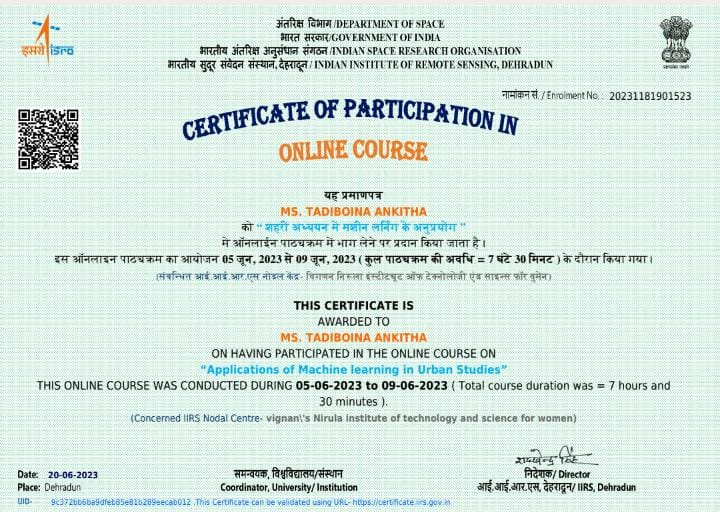 अंतरिक्ष विभाग /DEPARTMENT OF SPACE
भारत सरकार/GOVERNMENT OF INDIA
भारतीय अंतरिक्ष अनुसंधान संगठन /INDIAN SPACE RESEARCH ORGANISATION
भारतीय सुदूर संवेदन संस्थान, देहरादून / INDIAN INSTITUTE OF REMOTE SENSING, DEHRADUN
इसरो isro
सत्यमेव जयते
नामांकन सं. / Enrolment No. : 20231181901523
CERTIFICATE OF PARTICIPATION IN
ONLINE COURSE
यह प्रमाणपत्र
MS. TADIBOINA ANKITHA
को “ शहरी अध्ययन में मशीन लर्निंग के अनुप्रयोग ”
मे ऑनलाईन पाठ्यक्रम में भाग लेने पर प्रदान किया जाता है ।
इस ऑनलाइन पाठ्यक्रम का आयोजन 05 जून, 2023 से 09 जून, 2023 ( कुल पाठ्यक्रम की अवधि = 7 घंटे 30 मिनट ) के दौरान किया गया।
(संबन्धित आई.आई.आर.एस नोडल केंद्र- विगणन निरूला इंस्टीट्यूट ऑफ टेक्नोलॉजी एंड साइन्स फॉर वुमेन)
THIS CERTIFICATE IS
AWARDED TO
MS. TADIBOINA ANKITHA
ON HAVING PARTICIPATED IN THE ONLINE COURSE ON
“Applications of Machine learning in Urban Studies”
THIS ONLINE COURSE WAS CONDUCTED DURING 05-06-2023 to 09-06-2023 ( Total course duration was = 7 hours and
30 minutes ).
(Concerned IIRS Nodal Centre- vignan\'s Nirula institute of technology and science for women)
Date: 20-06-2023
Place: Dehradun
समन्वयक, विश्वविद्यालय/संस्थान
Coordinator, University/ Institution
निदेशक/ Director
आई.आई.आर.एस, देहरादून/ IIRS, Dehradun
UID- 9c372bb6ba9dfeb85e81b289eecab012 .This Certificate can be validated using URL- https://certificate.iirs.gov.in